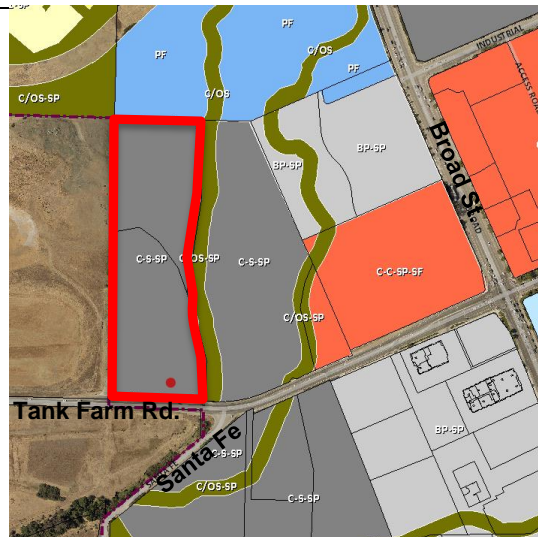 PF
PF
C/OS
PF
C/OS
INDUSTRIAL
ACCESS ROAD
C/OS-SP
Broad St.
BP-SP
BP-SP
C-S-SP
C/OS-SP
C-S-SP
C-C-SP-SF
C/OS-SP
Tank Farm Rd.
Santa Fe
C-S-SP
C/OS-SP
C-S-SP
BP-SP